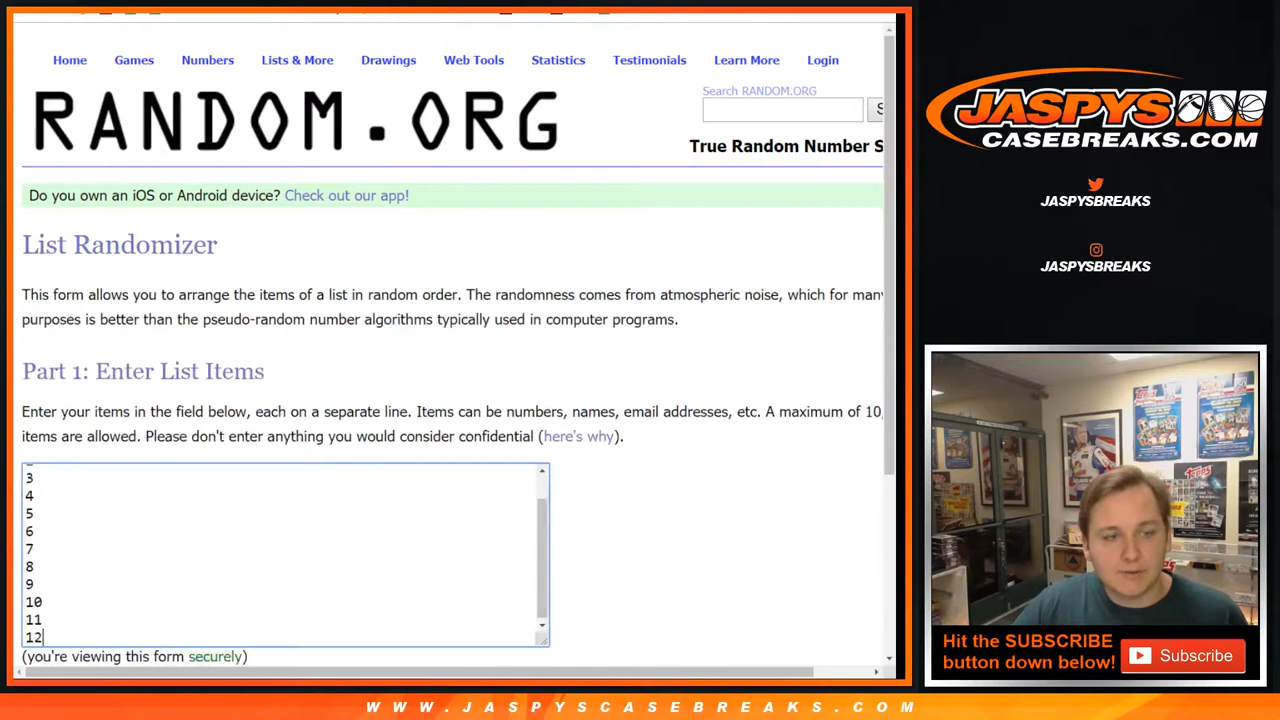 Home Games Numbers Lists & More Drawings Web Tools Statistics Testimonials Learn More Login
Search RANDOM.ORG
RANDOM.ORG
True Random Number S
Do you own an iOS or Android device? Check out our app!
List Randomizer
This form allows you to arrange the items of a list in random order. The randomness comes from atmospheric noise, which for man
purposes is better than the pseudo-random number algorithms typically used in computer programs.
Part 1: Enter List Items
Enter your items in the field below, each on a separate line. Items can be numbers, names, email addresses, etc. A maximum of 10,
items are allowed. Please don't enter anything you would consider confidential (here's why).
3
4
5
6
7
8
9
10
11
12
(you're viewing this form securely)
JASPYS
CASEBREAKS.COM
JASPYSBREAKS
JASPYSBREAKS
Topps
Hit the SUBSCRIBE
button down below!
Subscribe
WWW.JASPYSCASEBREAKS.COM